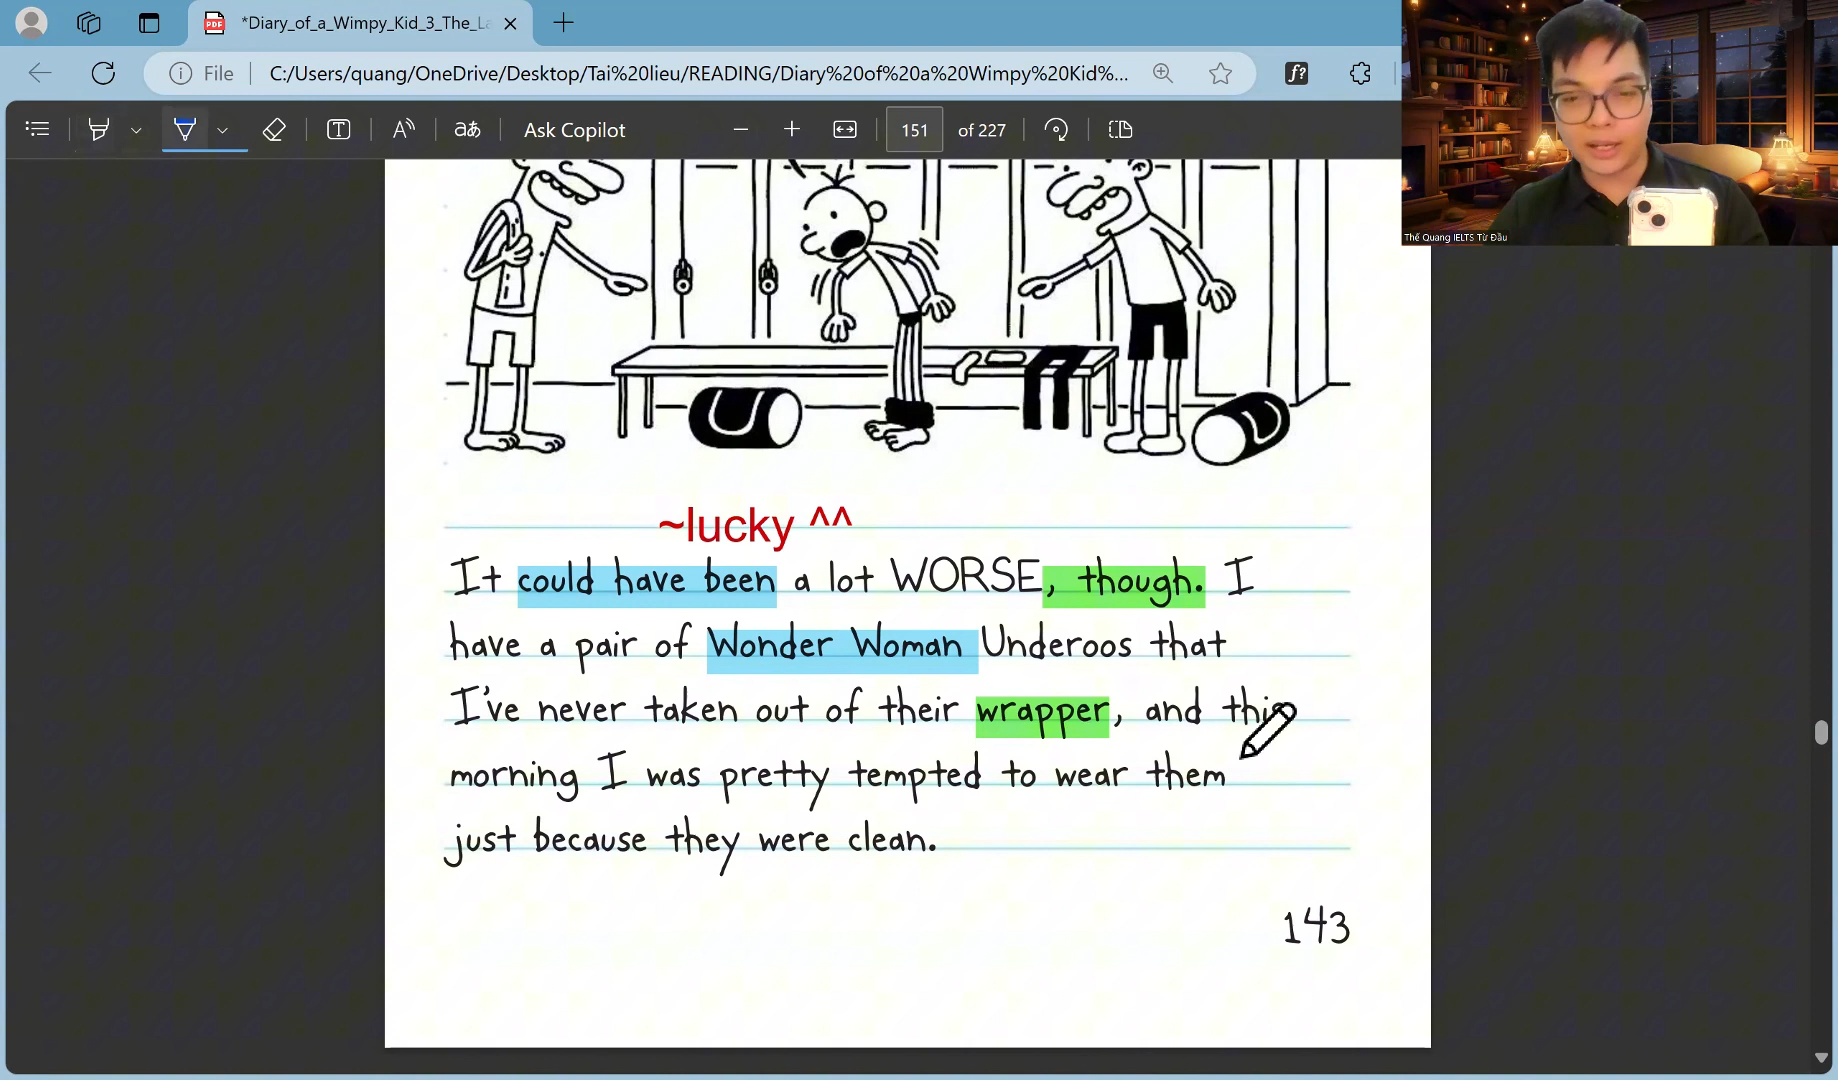 *Diary_of_a_Wimpy_Kid_3_The_La
File C:/Users/quang/OneDrive/Desktop/Tai%20lieu/READING/Diary%20of%20a%20Wimpy%20Kid%...
Ask Copilot 151 of 227
Thế Quang IELTS Từ Đầu
~lucky ^^
It could have been a lot WORSE, though. I
have a pair of Wonder Woman Underoos that
I've never taken out of their wrapper, and this
morning I was pretty tempted to wear them
just because they were clean.
143